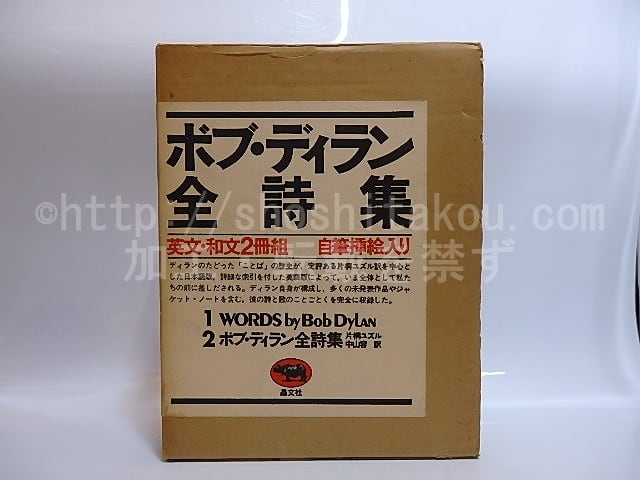 ボブ・ディラン
全詩集
英文・和文2冊組 自筆挿絵入り
ディランのたどった「ことば」の歴史が、定評ある片桐ユズル訳を中心と
した日本語版、詳細な索引を付した英語版によって、いま全体として私た
ちの前に差しだされる。ディラン自身が構成し、多くの未発表作品やジャ
ケット・ノートを含む、彼の詩と歌のことごとくを完全に収録した。
1 WORDS by BOB DYLAN
2 ボブ・ディラン全詩集 片桐ユズル
中山容 訳
晶文社
©http://shoshitakou.com
加工・転載を禁ず